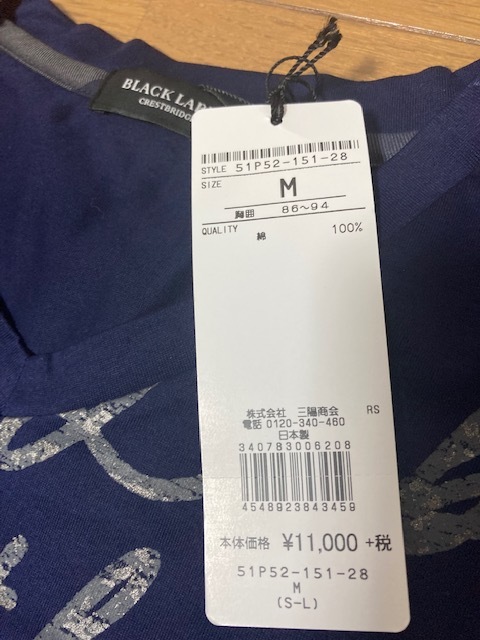 BLACK LAB
CRESTBRIDGE
STYLE 51P52-151-28
SIZE M
胸囲 86～94
QUALITY 綿 100%
株式会社 三陽商会 RS
電話 0120-340-460
日本製
340783006208
4548923843459
本体価格 ¥11,000 +税
51P52-151-28
M
(S-L)